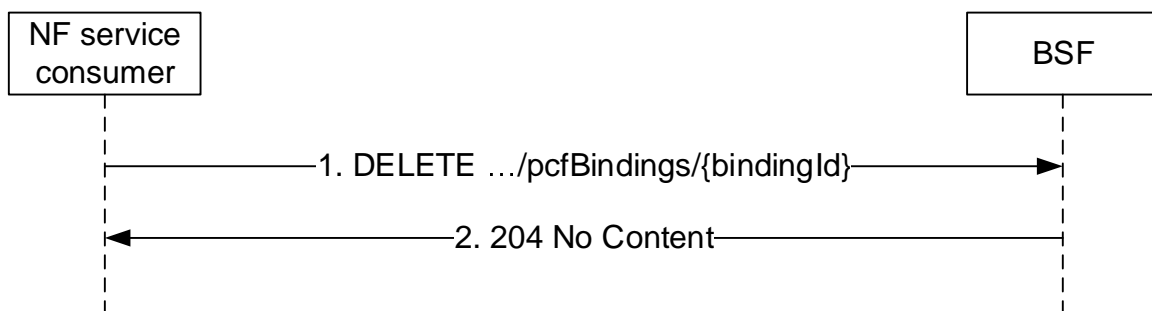 NF service
consumer
BSF
1. DELETE …/pcfBindings/{bindingId}
2. 204 No Content